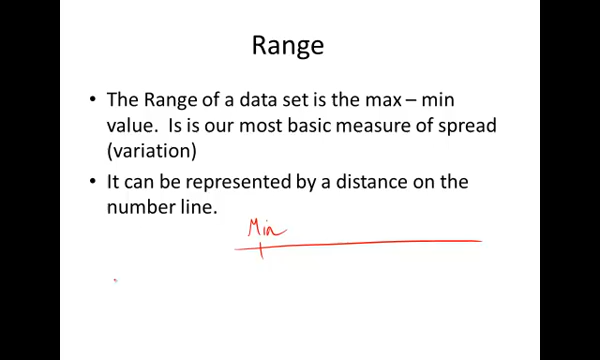 Range
• The Range of a data set is the max – min
value. Is is our most basic measure of spread
(variation)
• It can be represented by a distance on the
number line.
Min